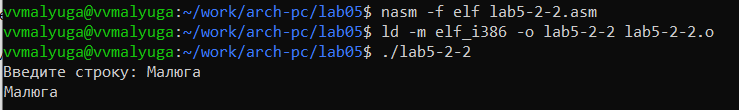 vvmalyuga@vvmalyuga:~/work/arch-pc/lab05$ nasm -f elf lab5-2-2.asm
vvmalyuga@vvmalyuga:~/work/arch-pc/lab05$ ld -m elf_i386 -o lab5-2-2 lab5-2-2.o
vvmalyuga@vvmalyuga:~/work/arch-pc/lab05$ ./lab5-2-2
Введите строку: Малюга
Малюга